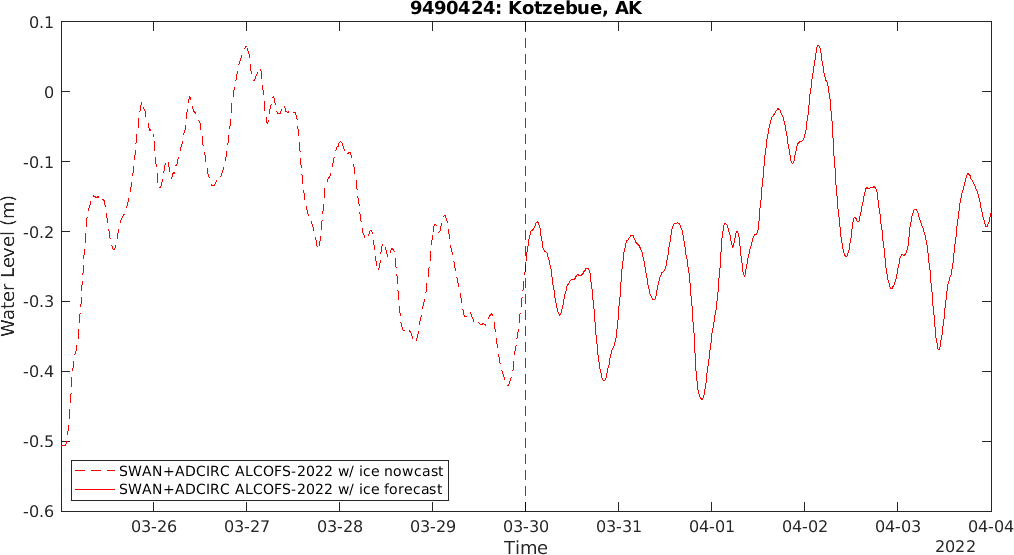 9490424: Kotzebue, AK
0.1
0
-0.1
-0.2
-0.3
-0.4
-0.5
-0.6
Water Level (m)
SWAN+ADCIRC ALCOFS-2022 w/ ice nowcast
SWAN+ADCIRC ALCOFS-2022 w/ ice forecast
03-26 03-27 03-28 03-29 03-30 03-31 04-01 04-02 04-03 04-04
Time
2022